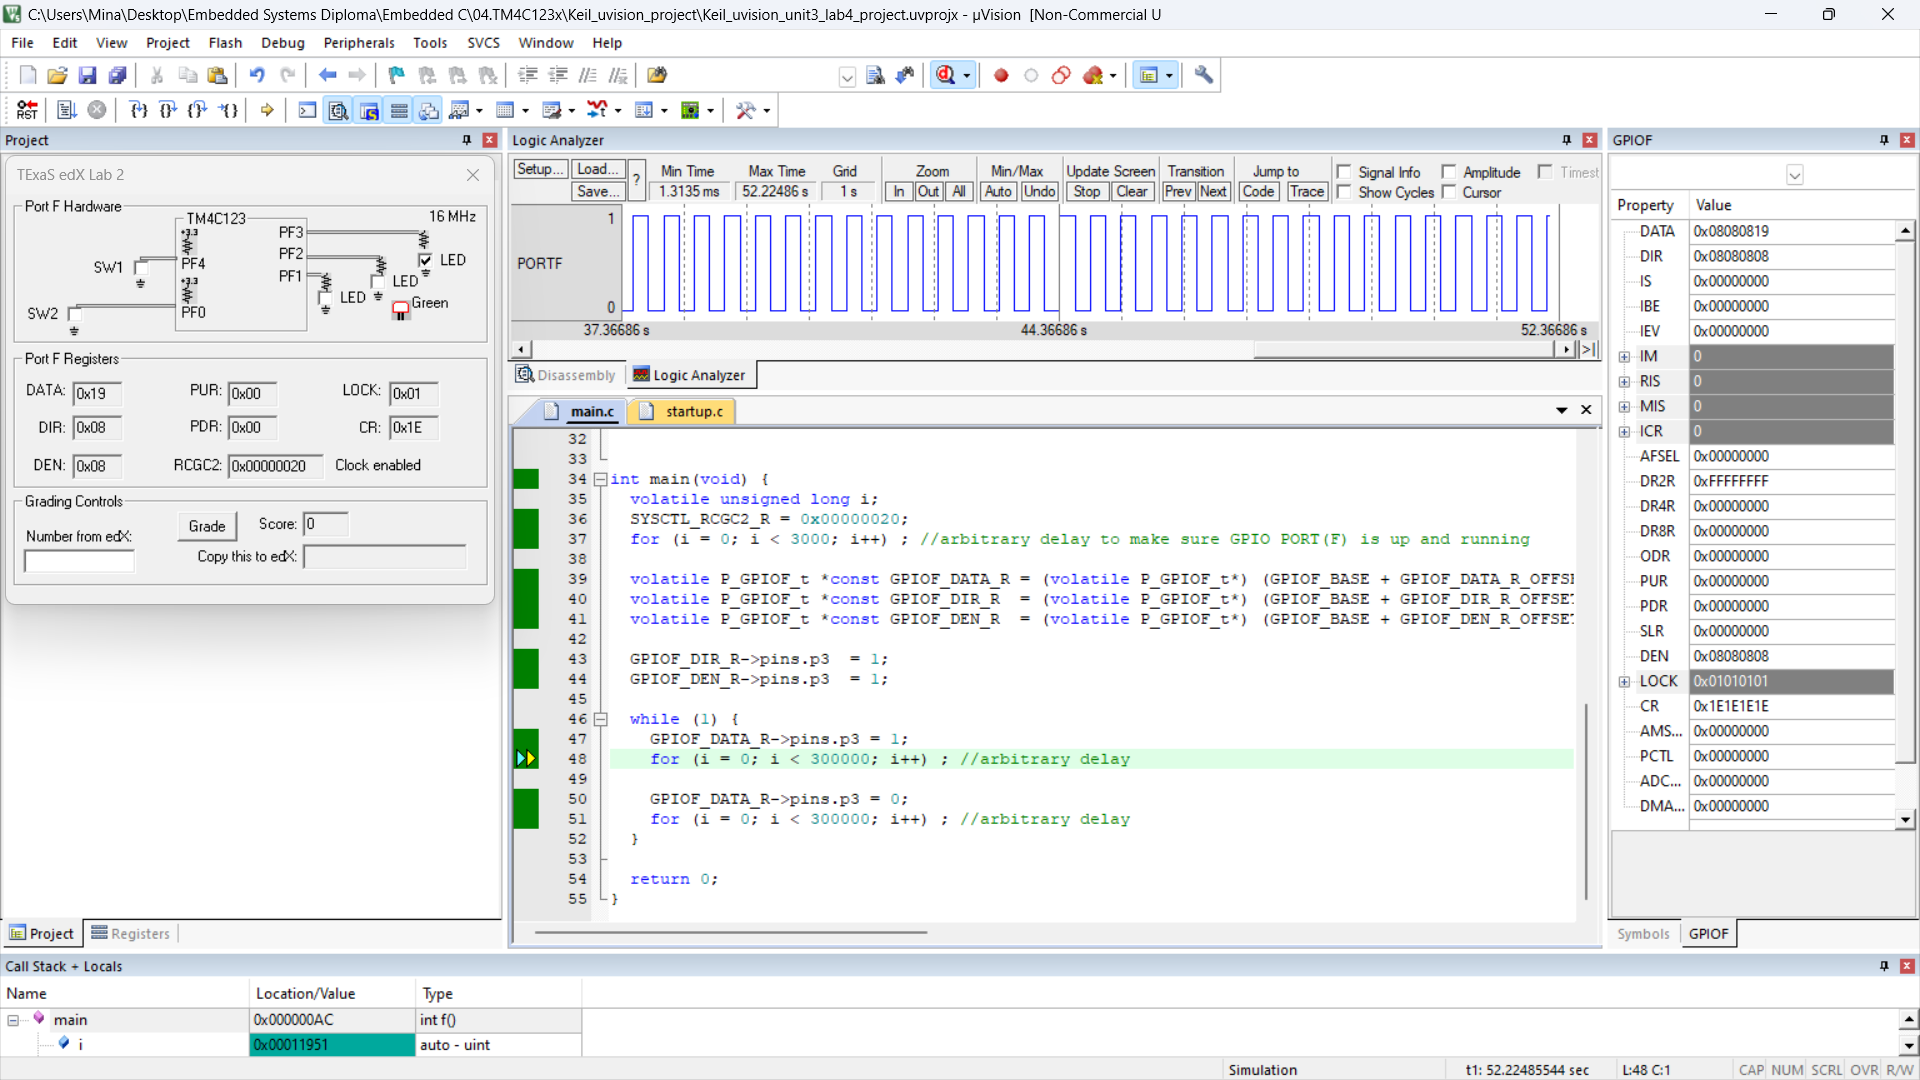 C:\Users\Mina\Desktop\Embedded Systems Diploma\Embedded C\04.TM4C123x\Keil_uvision_project\Keil_uvision_unit3_lab4_project.uvprojx - µVision [Non-Commercial U
File Edit View Project Flash Debug Peripherals Tools SVCS Window Help
RST
Project
TExaS edX Lab 2
Port F Hardware
TM4C123
16 MHz
+3.3
PF3
PF2
PF1
PF4
SW1
LED
LED
LED
Green
+3.3
SW2
PF0
Port F Registers
DATA: 0x19 PUR: 0x00 LOCK: 0x01
DIR: 0x08 PDR: 0x00 CR: 0x1E
DEN: 0x08 RCGC2: 0x00000020 Clock enabled
Grading Controls
Number from edX:
Grade Score: 0
Copy this to edX:
Project Registers
Logic Analyzer
Setup... Load... ? Min Time Max Time Grid Zoom Min/Max Update Screen Transition Jump to Signal Info Amplitude Timest
Save... 1.3135 ms 52.22486 s 1 s In Out All Auto Undo Stop Clear Prev Next Code Trace Show Cycles Cursor
1
PORTF
0
37.36686 s 44.36686 s 52.36686 s
Disassembly Logic Analyzer
main.c startup.c
32
33
34 int main(void) {
35 volatile unsigned long i;
36 SYSCTL_RCGC2_R = 0x00000020;
37 for (i = 0; i < 3000; i++) ; //arbitrary delay to make sure GPIO PORT(F) is up and running
38
39 volatile P_GPIOF_t *const GPIOF_DATA_R = (volatile P_GPIOF_t*) (GPIOF_BASE + GPIOF_DATA_R_OFFS
40 volatile P_GPIOF_t *const GPIOF_DIR_R = (volatile P_GPIOF_t*) (GPIOF_BASE + GPIOF_DIR_R_OFFSE
41 volatile P_GPIOF_t *const GPIOF_DEN_R = (volatile P_GPIOF_t*) (GPIOF_BASE + GPIOF_DEN_R_OFFSE
42
43 GPIOF_DIR_R->pins.p3 = 1;
44 GPIOF_DEN_R->pins.p3 = 1;
45
46 while (1) {
47 GPIOF_DATA_R->pins.p3 = 1;
48 for (i = 0; i < 300000; i++) ; //arbitrary delay
49
50 GPIOF_DATA_R->pins.p3 = 0;
51 for (i = 0; i < 300000; i++) ; //arbitrary delay
52 }
53
54 return 0;
55 }
GPIOF
Property Value
DATA 0x08080819
DIR 0x08080808
IS 0x00000000
IBE 0x00000000
IEV 0x00000000
IM 0
RIS 0
MIS 0
ICR 0
AFSEL 0x00000000
DR2R 0xFFFFFFFF
DR4R 0x00000000
DR8R 0x00000000
ODR 0x00000000
PUR 0x00000000
PDR 0x00000000
SLR 0x00000000
DEN 0x08080808
LOCK 0x01010101
CR 0x1E1E1E1E
AMS... 0x00000000
PCTL 0x00000000
ADC... 0x00000000
DMA... 0x00000000
Symbols GPIOF
Call Stack + Locals
Name Location/Value Type
main 0x000000AC int f()
i 0x00011951 auto - uint
Simulation t1: 52.22485544 sec L:48 C:1 CAP NUM SCRL OVR R/W